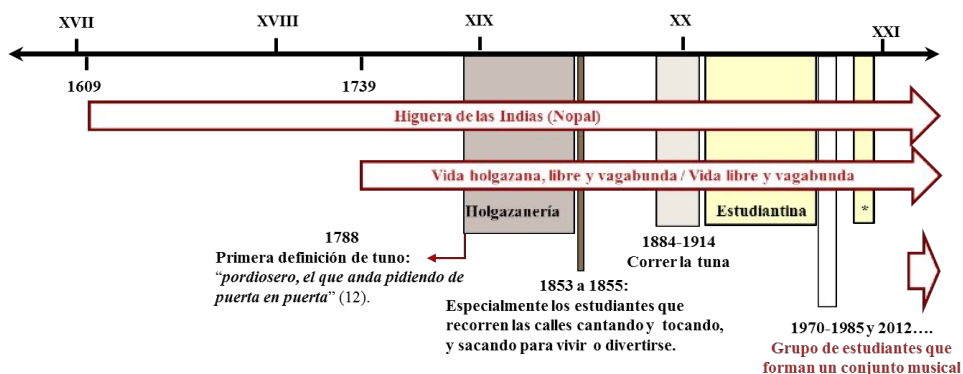 XVII
XVIII
XIX
XX
XXI
1609
1739
Higuera de las Indias (Nopal)
Vida holgazana, libre y vagabunda / Vida libre y vagabunda
Holgazanería
Estudiantina
*
1788
Primera definición de tuno:
“pordiosero, el que anda pidiendo de
puerta en puerta” (12).
1884-1914
Correr la tuna
1853 a 1855:
Especialmente los estudiantes que
recorren las calles cantando y tocando,
y sacando para vivir o divertirse.
1970-1985 y 2012….
Grupo de estudiantes que
forman un conjunto musical